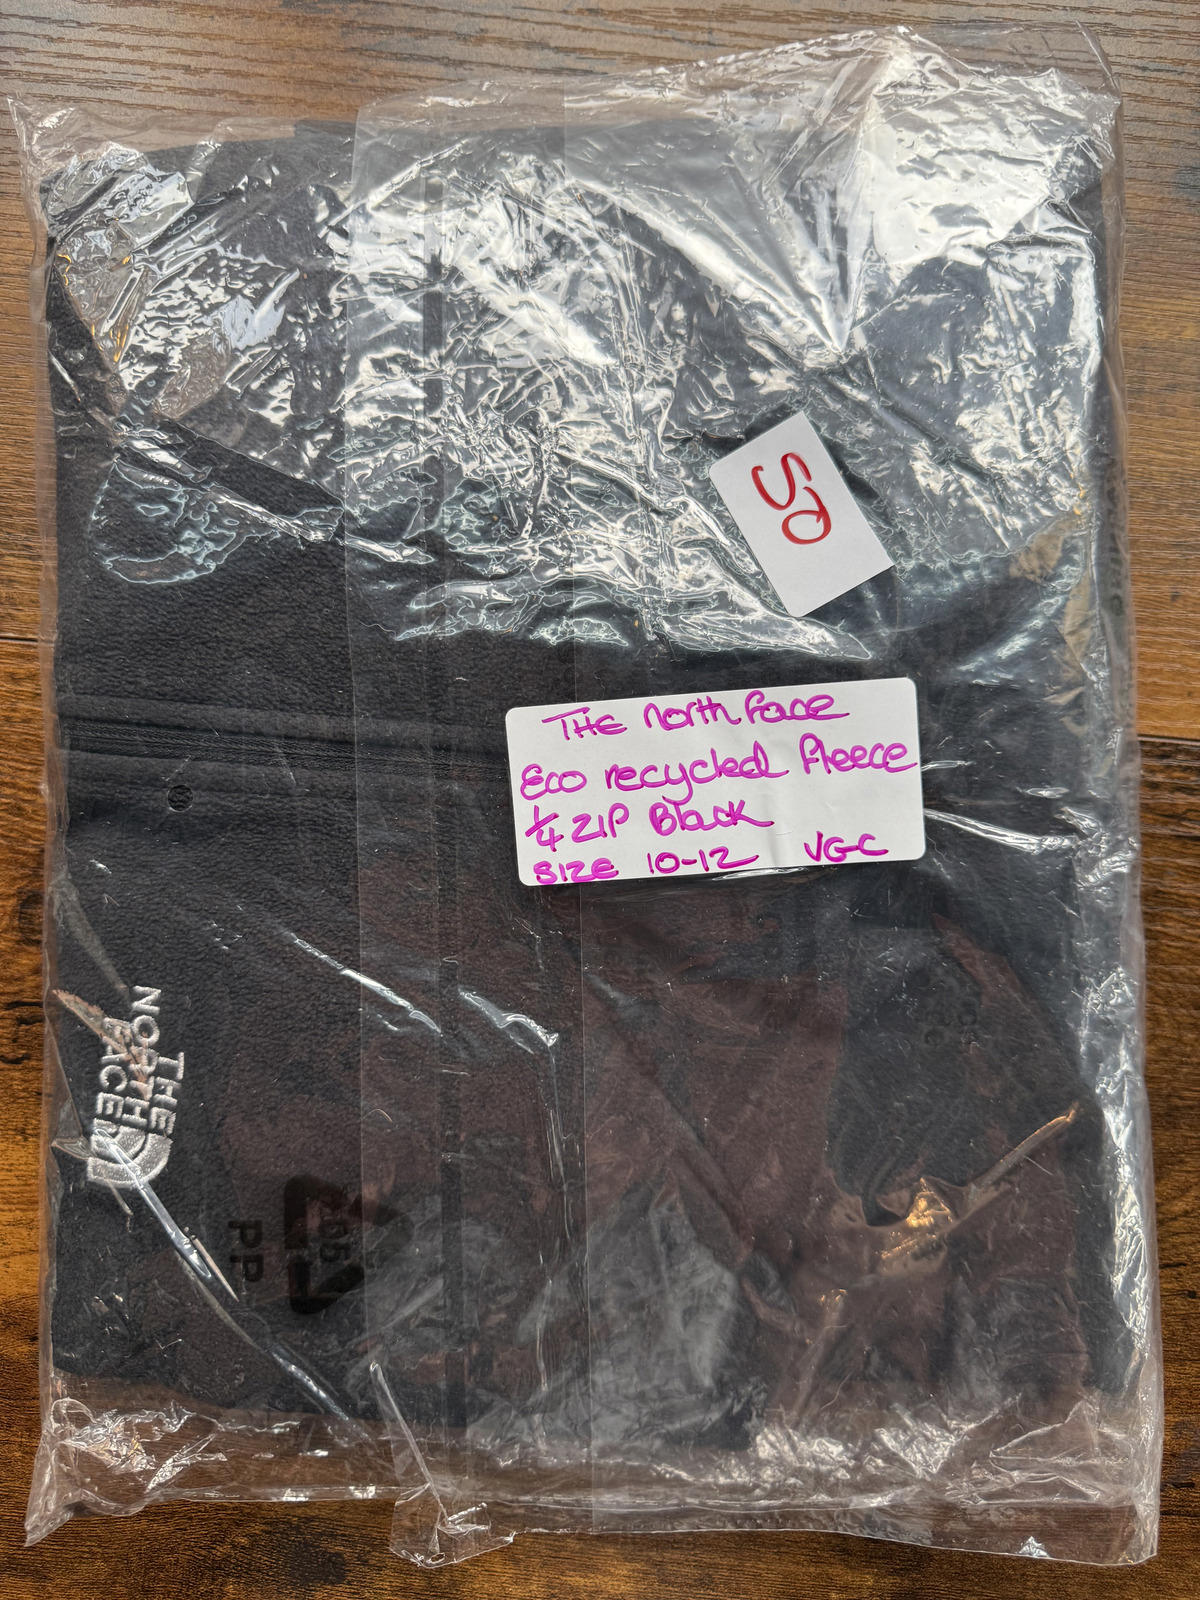 SD
THE North Face
Eco recycled fleece
1/4 ZIP Black
SIZE 10-12 VGC
THE
NORTH
FACE
05
PP